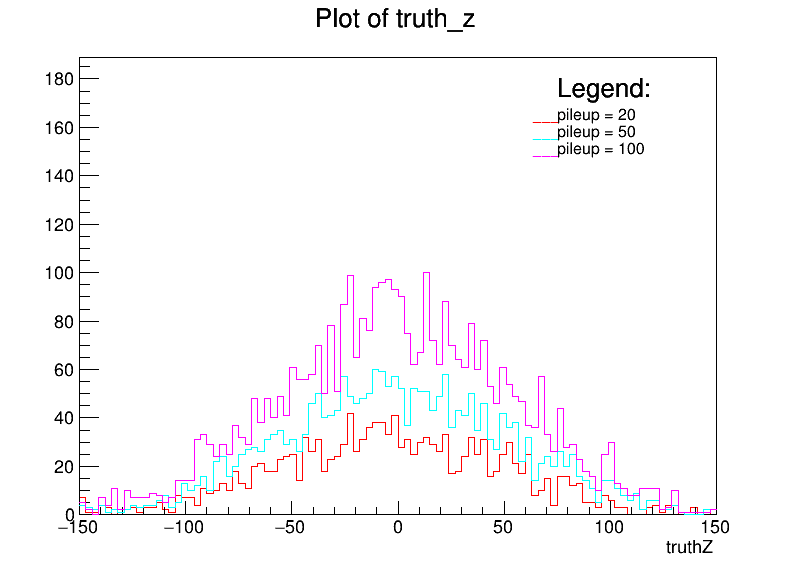 Plot of truth_z
Legend:
pileup = 20
pileup = 50
pileup = 100
180
160
140
120
100
80
60
40
20
0
−150 −100 −50 0 50 100 150
truthZ